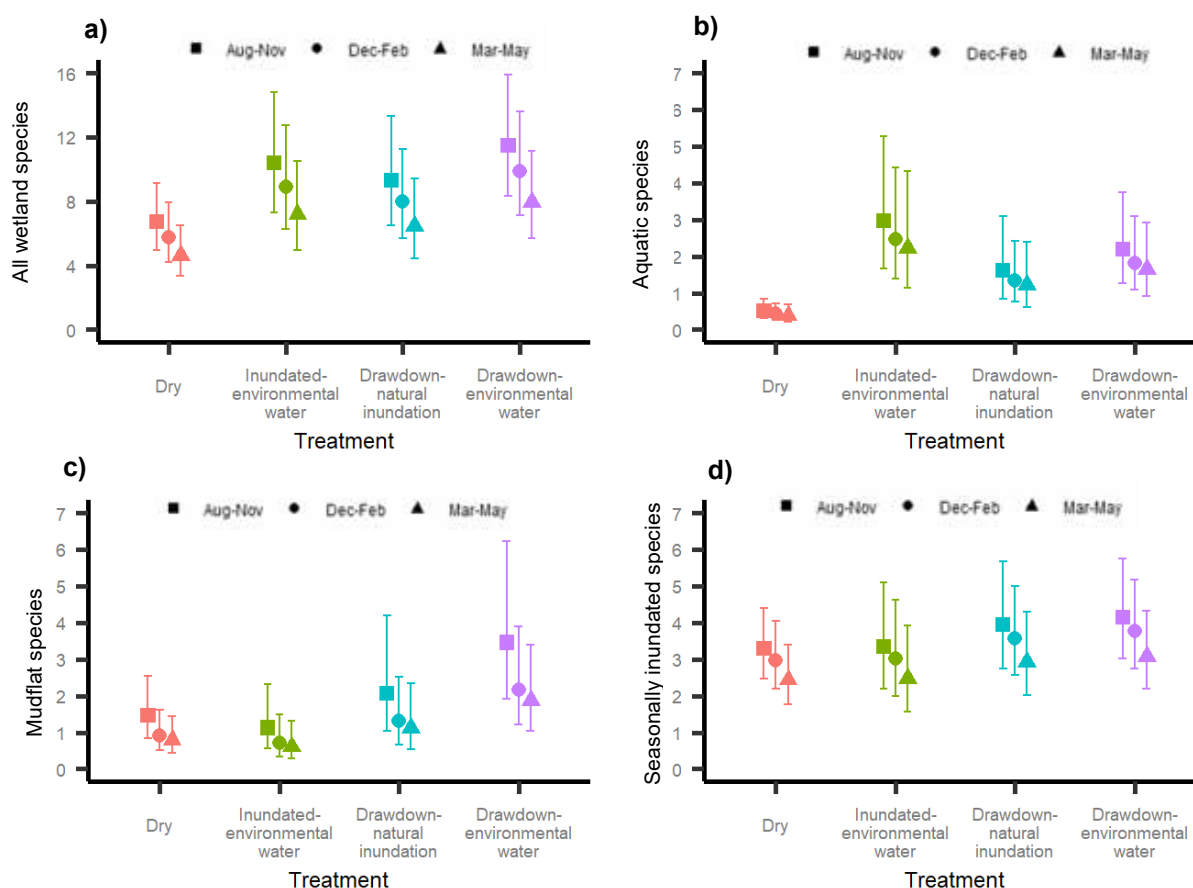 a)
Aug-Nov Dec-Feb Mar-May
All wetland species
16
12
8
4
0
Dry
Inundated-
environmental
water
Drawdown-
natural
inundation
Drawdown-
environmental
water
Treatment
b)
Aug-Nov Dec-Feb Mar-May
Aquatic species
7
6
5
4
3
2
1
0
Dry
Inundated-
environmental
water
Drawdown-
natural
inundation
Drawdown-
environmental
water
Treatment
c)
Aug-Nov Dec-Feb Mar-May
Mudflat species
7
6
5
4
3
2
1
0
Dry
Inundated-
environmental
water
Drawdown-
natural
inundation
Drawdown-
environmental
water
Treatment
d)
Aug-Nov Dec-Feb Mar-May
Seasonally inundated species
7
6
5
4
3
2
1
0
Dry
Inundated-
environmental
water
Drawdown-
natural
inundation
Drawdown-
environmental
water
Treatment